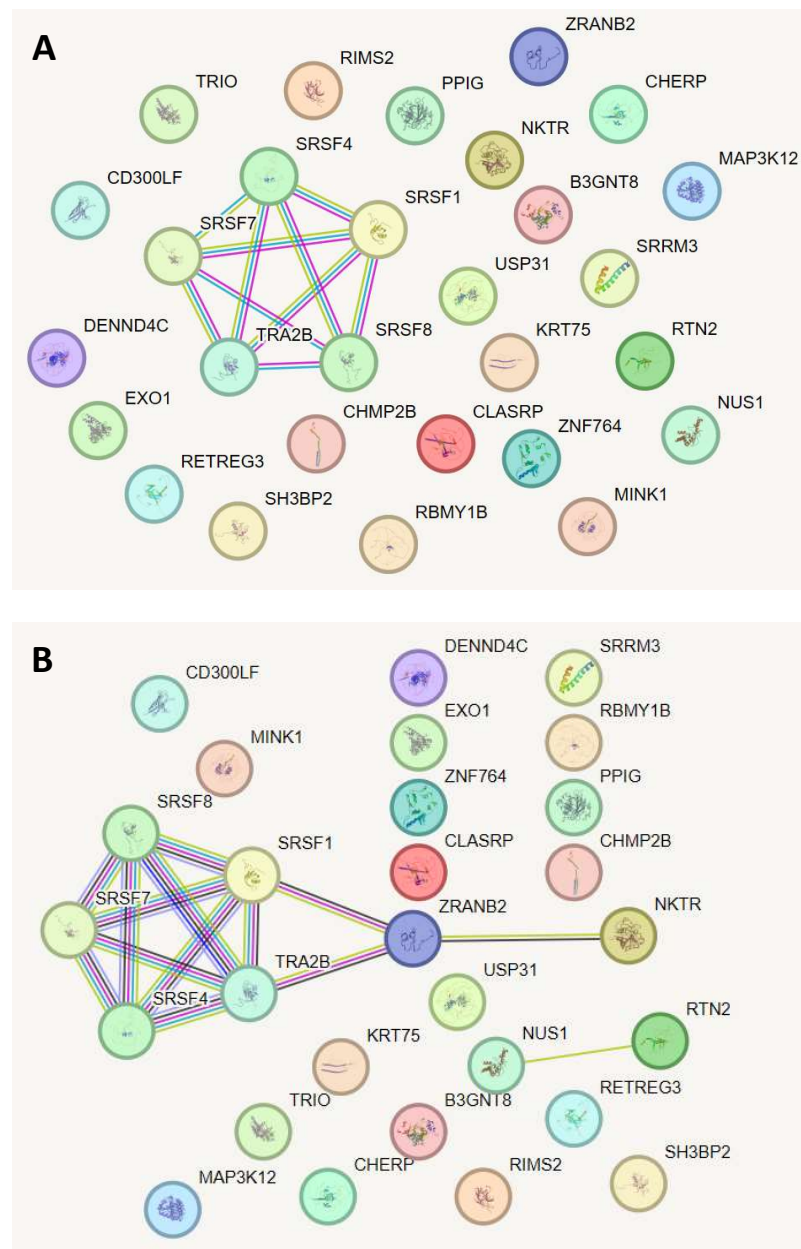 A
ZRANB2
RIMS2
TRIO
PPIG
CHERP
NKTR
SRSF4
MAP3K12
CD300LF
SRSF1
B3GNT8
SRSF7
USP31
SRRM3
DENND4C
TRA2B
SRSF8
KRT75
RTN2
EXO1
CHMP2B
CLASRP
ZNF764
NUS1
RETREG3
SH3BP2
RBMY1B
MINK1
B
DENND4C
SRRM3
CD300LF
EXO1
RBMY1B
MINK1
ZNF764
PPIG
SRSF8
SRSF1
CLASRP
CHMP2B
SRSF7
ZRANB2
NKTR
TRA2B
USP31
SRSF4
RTN2
KRT75
NUS1
TRIO
B3GNT8
RETREG3
MAP3K12
CHERP
RIMS2
SH3BP2